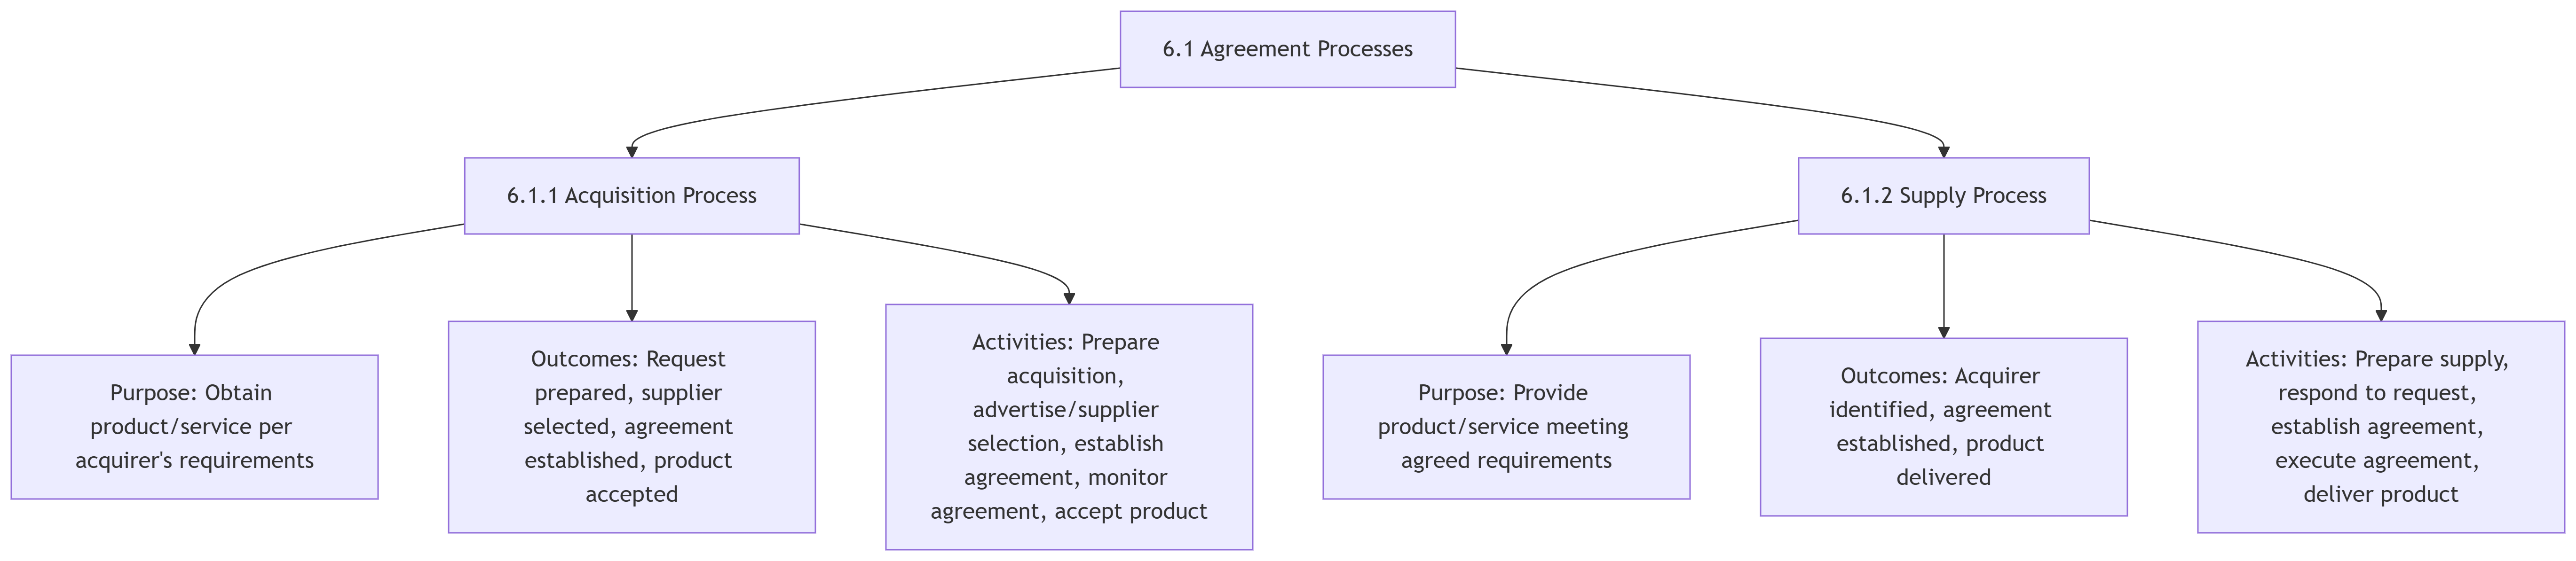 6.1 Agreement Processes
6.1.1 Acquisition Process
6.1.2 Supply Process
Purpose: Obtain
product/service per
acquirer's requirements
Outcomes: Request
prepared, supplier
selected, agreement
established, product
accepted
Activities: Prepare
acquisition,
advertise/supplier
selection, establish
agreement, monitor
agreement, accept product
Purpose: Provide
product/service meeting
agreed requirements
Outcomes: Acquirer
identified, agreement
established, product
delivered
Activities: Prepare supply,
respond to request,
establish agreement,
execute agreement,
deliver product